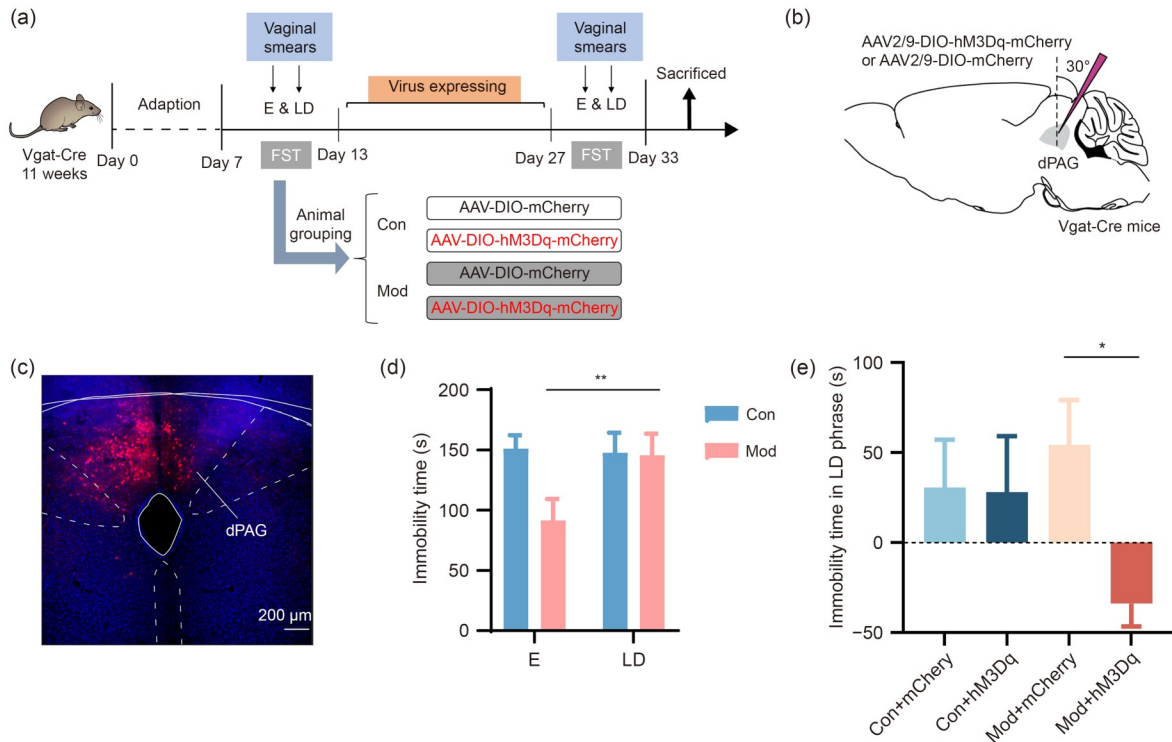 (a)
Vaginal
smears
Vaginal
smears
Sacrificed
Adaption
E & LD
Virus expressing
E & LD
Vgat-Cre
11 weeks
Day 0
Day 7
FST
Day 13
Day 27
FST
Day 33
Animal
grouping
Con
AAV-DIO-mCherry
AAV-DIO-hM3Dq-mCherry
Mod
AAV-DIO-mCherry
AAV-DIO-hM3Dq-mCherry
(b)
AAV2/9-DIO-hM3Dq-mCherry
or AAV2/9-DIO-mCherry
30°
dPAG
Vgat-Cre mice
(c)
dPAG
200 μm
(d)
Immobility time (s)
200
150
100
50
0
**
E
LD
Con
Mod
(e)
Immobility time in LD phrase (s)
100
50
0
−50
*
Con+mChery
Con+hM3Dq
Mod+mCherry
Mod+hM3Dq